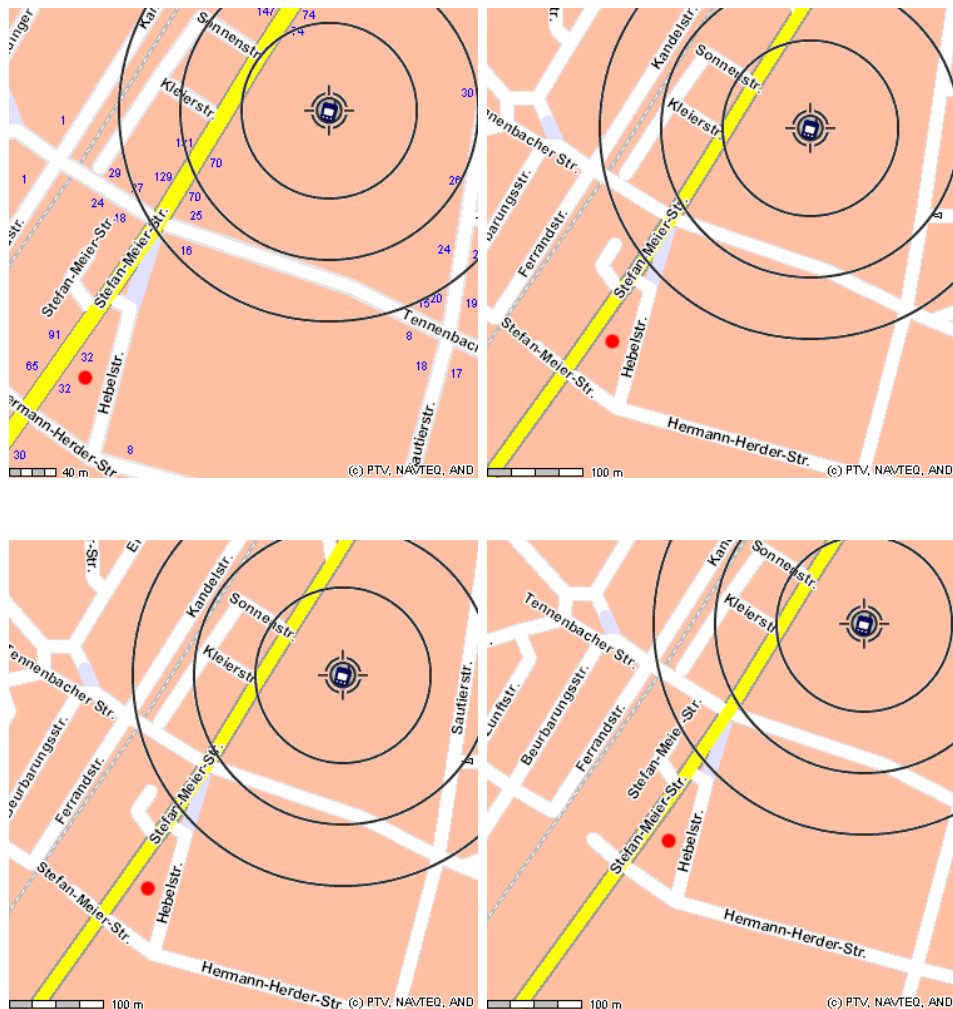 147
74
Sonnenstr.
30
1
Kleierstr.
121
70
29
27
129
26
1
24
70
18
25
16
24
Stefan-Meier-Str.
Stefan-Meier-Str.
20
15
19
Tennenbach
91
8
65
32
18
17
32
Hebelstr.
ermann-Herder-Str.
8
30
Sautierstr.
40 m
(c) PTV, NAVTEQ, AND
Kandelstr.
Sonnenstr.
Kleierstr.
Tennenbacher Str.
Ferrandstr.
Stefan-Meier-Str.
Stefan-Meier-Str.
Hebelstr.
Hermann-Herder-Str.
100 m
(c) PTV, NAVTEQ, AND
Kandelstr.
Sonnenstr.
Kleierstr.
Tennenbacher Str.
Sautierstr.
Beurbarungsstr.
Ferrandstr.
Stefan-Meier-Str.
Stefan-Meier-Str.
Hebelstr.
Hermann-Herder-Str.
100 m
(c) PTV, NAVTEQ, AND
Sonnenstr.
Tennenbacher Str.
Kleierstr.
Zunftstr.
Beurbarungsstr.
Ferrandstr.
Stefan-Meie-Str.
Stefan-Meier-Str.
Hebelstr.
Hermann-Herder-Str.
100 m
(c) PTV, NAVTEQ, AND